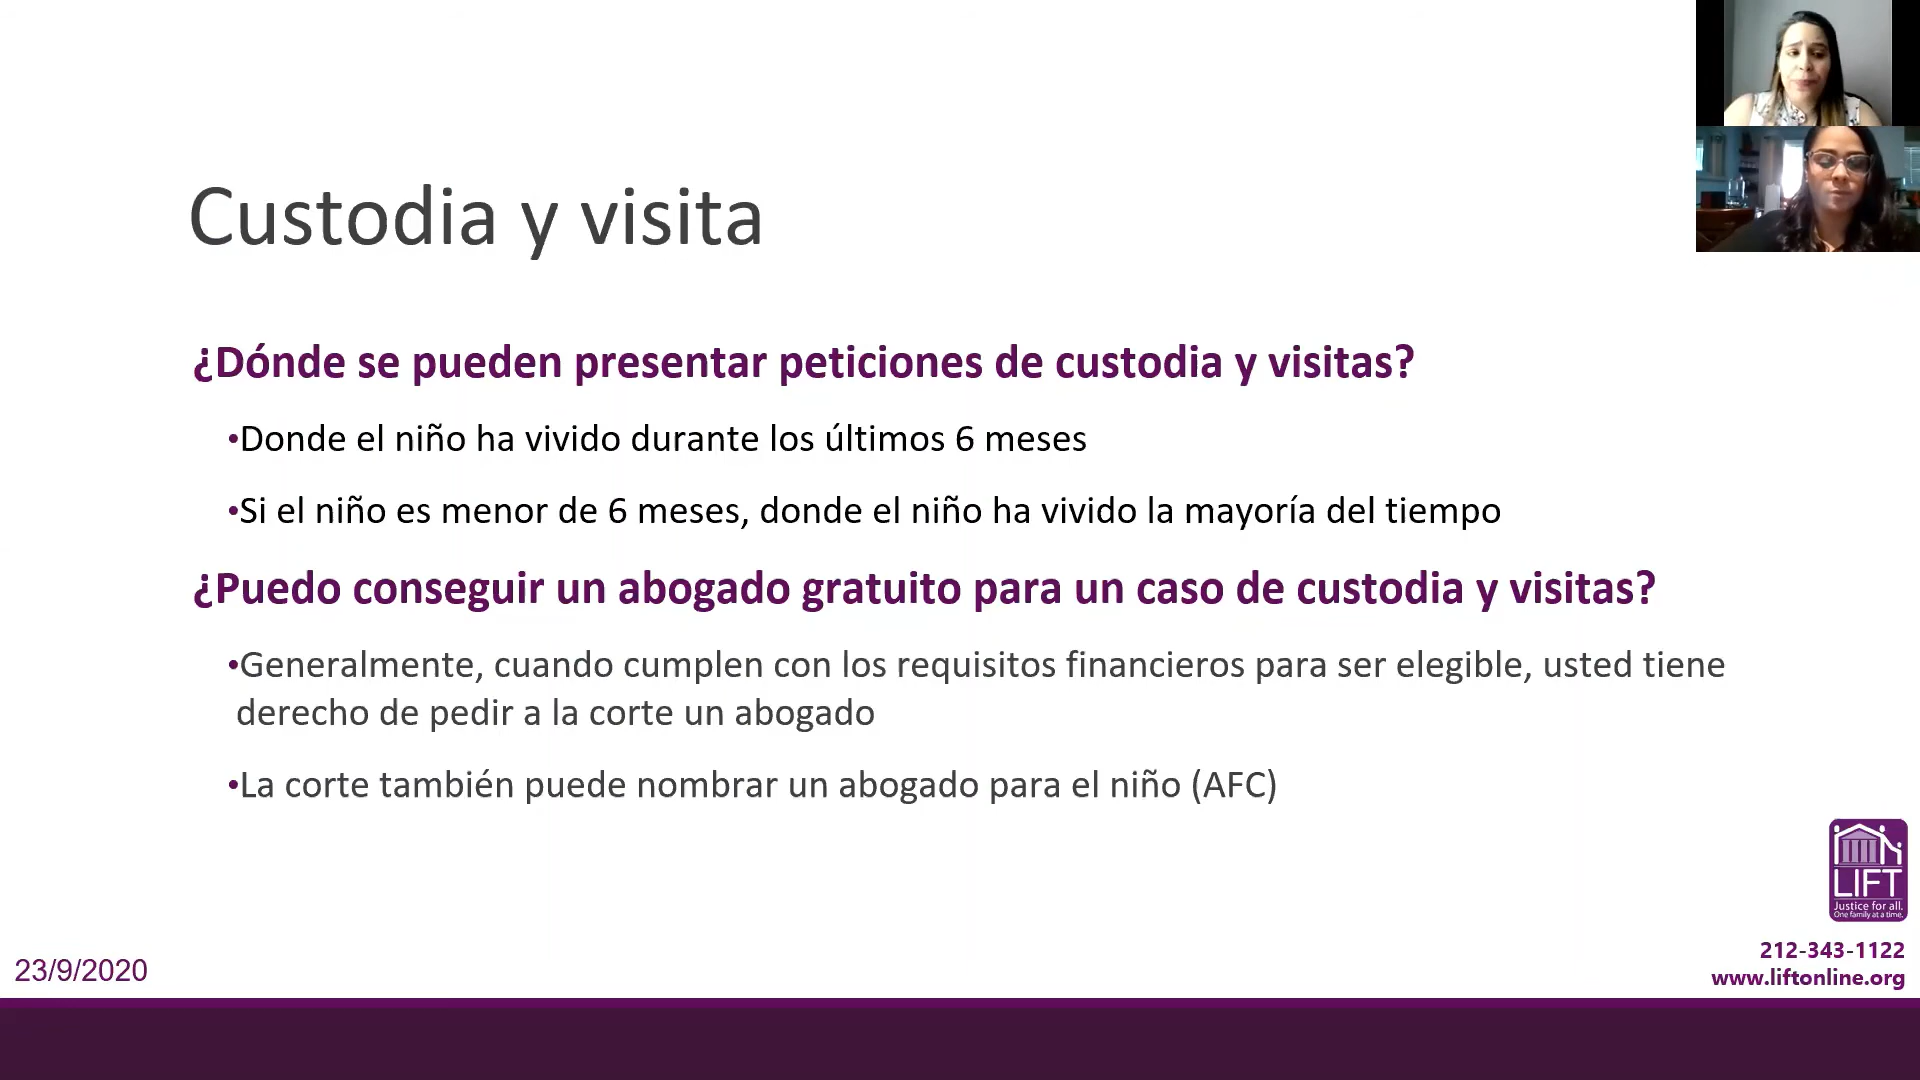 Custodia y visita
¿Dónde se pueden presentar peticiones de custodia y visitas?
•Donde el niño ha vivido durante los últimos 6 meses
•Si el niño es menor de 6 meses, donde el niño ha vivido la mayoría del tiempo
¿Puedo conseguir un abogado gratuito para un caso de custodia y visitas?
•Generalmente, cuando cumplen con los requisitos financieros para ser elegible, usted tiene
derecho de pedir a la corte un abogado
•La corte también puede nombrar un abogado para el niño (AFC)
LIFT
Justice for all.
One family at a time.
212-343-1122
www.liftonline.org
23/9/2020